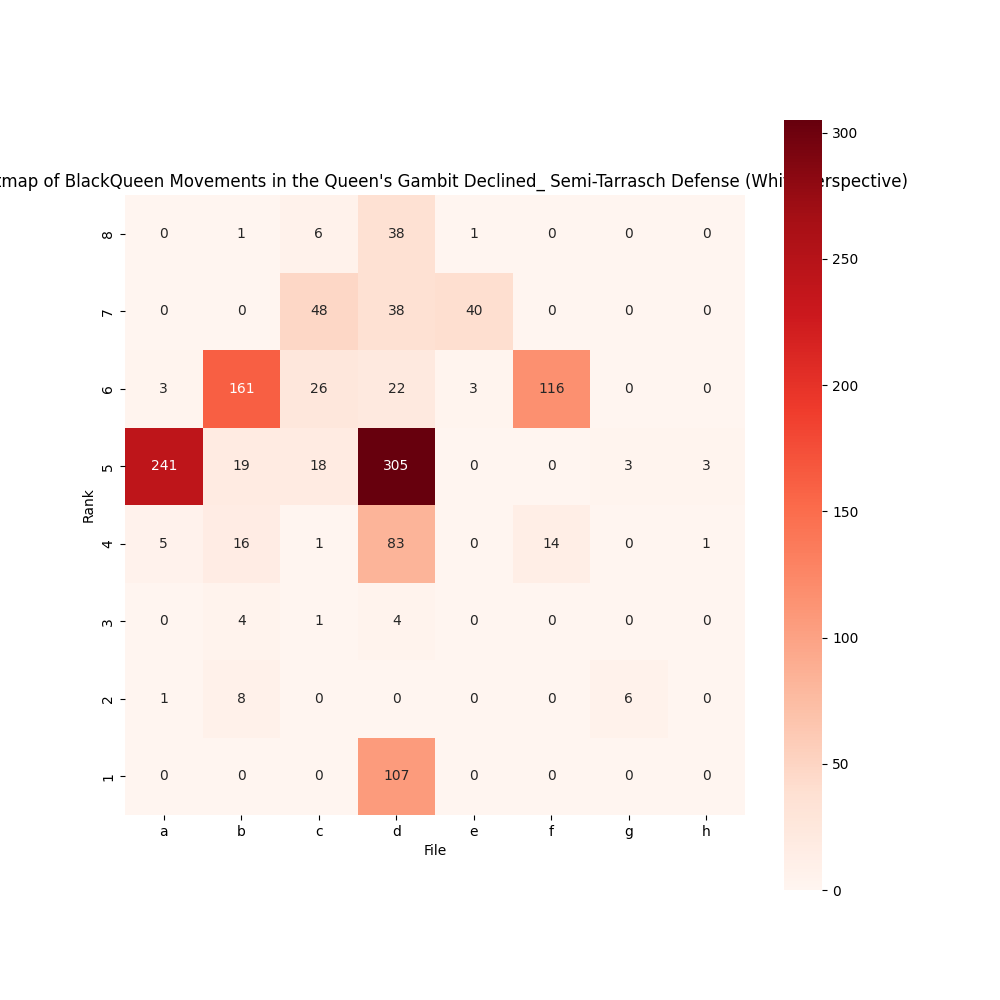 300
tmap of BlackQueen Movements in the Queen's Gambit Declined_ Semi-Tarrasch Defense (Whi erspective)
8 0 1 6 38 1 0 0 0
250
7 0 0 48 38 40 0 0 0
200
6 3 161 26 22 3 116 0 0
5 241 19 18 305 0 0 3 3
Rank
150
4 5 16 1 83 0 14 0 1
3 0 4 1 4 0 0 0 0
100
2 1 8 0 0 0 0 6 0
50
1 0 0 0 107 0 0 0 0
a b c d e f g h
File
0